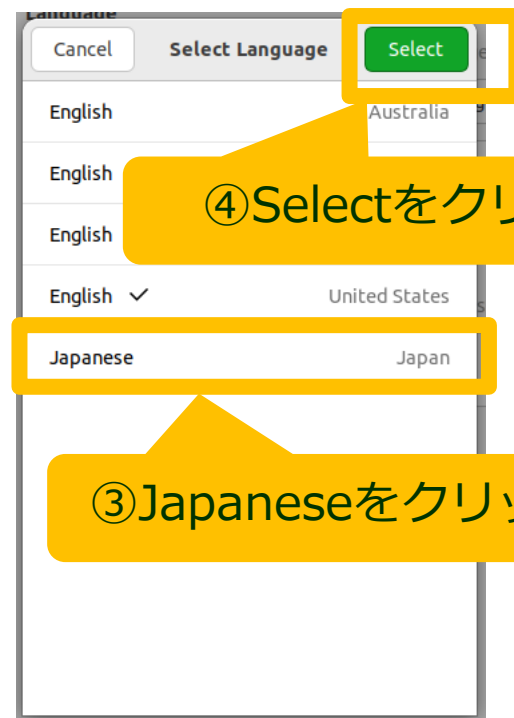 Language
Cancel Select Language Select
English Australia
English
④Selectをクリ
English
English ✓ United States
Japanese Japan
③Japaneseをクリッ